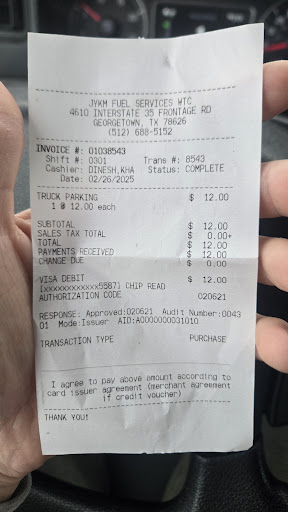 JYKM FUEL SERVICES WTC
4610 INTERSTATE 35 FRONTAGE RD
GEORGETOWN, TX 78626
(512) 688-5152
INVOICE #: 01038543
Shift #: 0301 Trans #: 8543
Cashier: DINESH,KHA Status: COMPLETE
Date: 02/26/2025
TRUCK PARKING $ 12.00
1 @ 12.00 each
SUBTOTAL $ 12.00
SALES TAX TOTAL $ 0.00+
TOTAL $ 12.00
PAYMENTS RECEIVED $ 12.00
CHANGE DUE $ 0.00
VISA DEBIT $ 12.00
(xxxxxxxxxxxx5587) CHIP READ
AUTHORIZATION CODE 020621
RESPONSE: Approved:020621 Audit Number:0043
01 Mode:Issuer AID:A0000000031010
TRANSACTION TYPE PURCHASE
I agree to pay above amount according to
card issuer agreement (merchant agreement
if credit voucher)
THANK YOU!